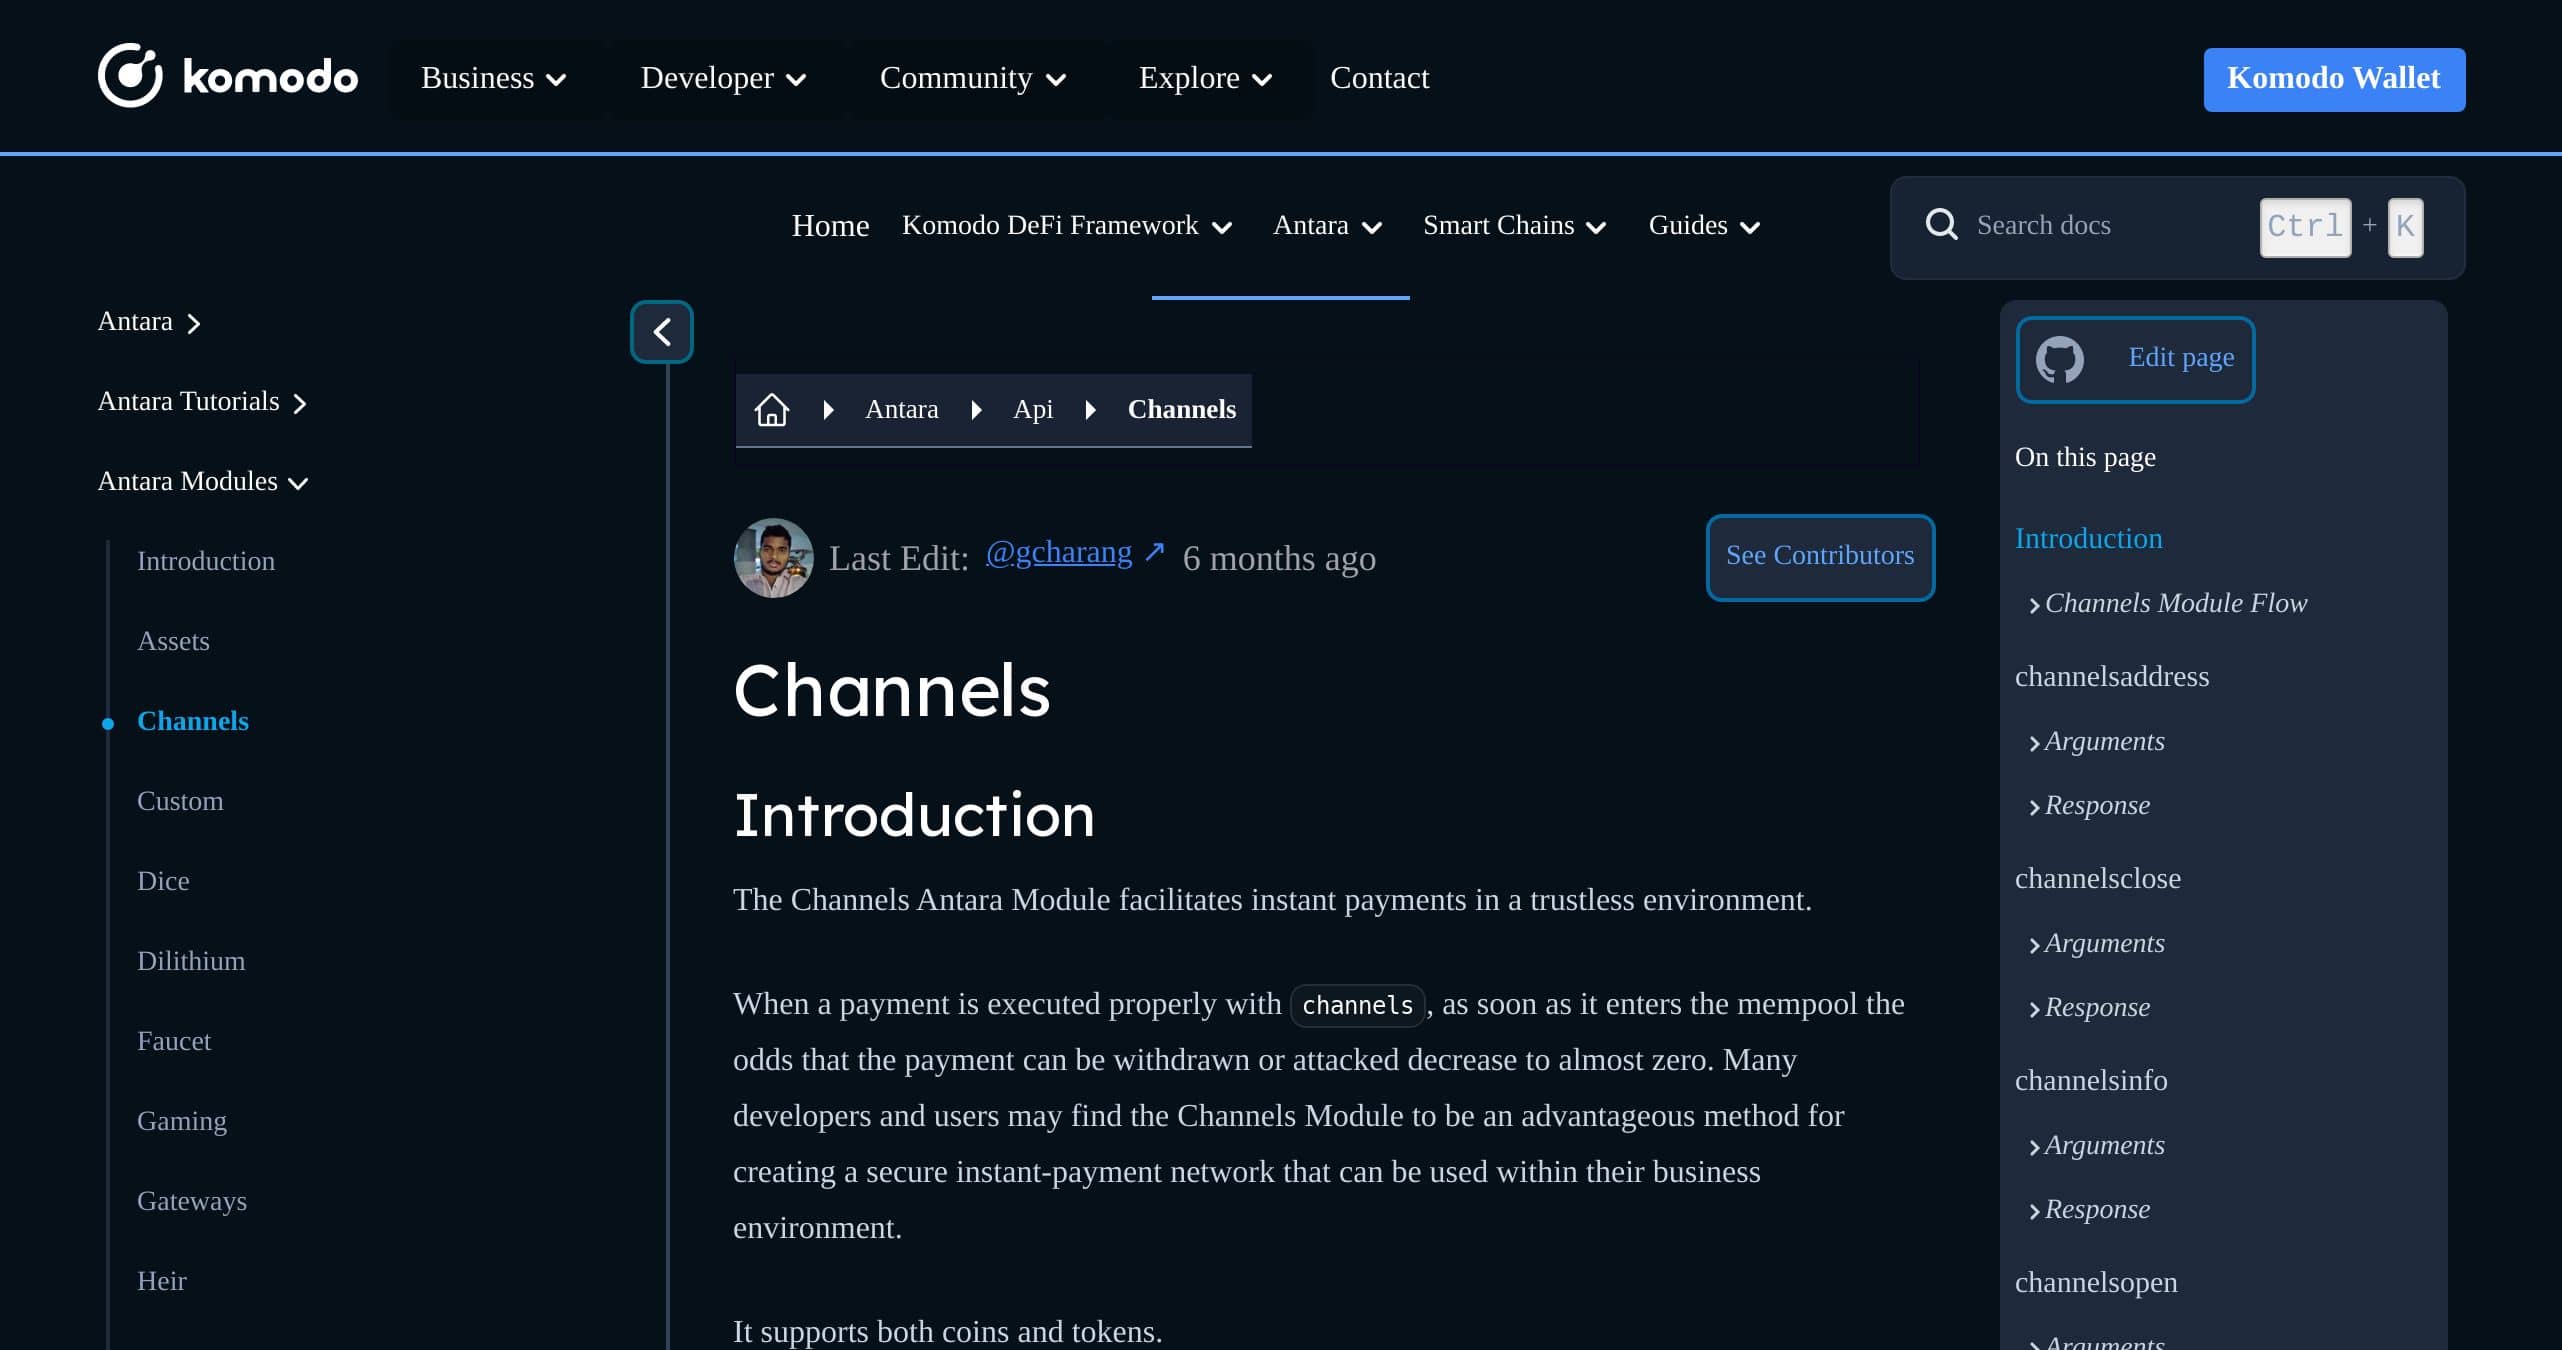 komodo
Business
Developer
Community
Explore
Contact
Komodo Wallet
Home
Komodo DeFi Framework
Antara
Smart Chains
Guides
Search docs
Ctrl + K
Antara
Antara Tutorials
Antara Modules
Introduction
Assets
Channels
Custom
Dice
Dilithium
Faucet
Gaming
Gateways
Heir
Antara
Api
Channels
Last Edit: @gcharang ↗ 6 months ago
See Contributors
Channels
Introduction
The Channels Antara Module facilitates instant payments in a trustless environment.
When a payment is executed properly with channels, as soon as it enters the mempool the
odds that the payment can be withdrawn or attacked decrease to almost zero. Many
developers and users may find the Channels Module to be an advantageous method for
creating a secure instant-payment network that can be used within their business
environment.
It supports both coins and tokens.
Edit page
On this page
Introduction
Channels Module Flow
channelsaddress
Arguments
Response
channelsclose
Arguments
Response
channelsinfo
Arguments
Response
channelsopen
Arguments